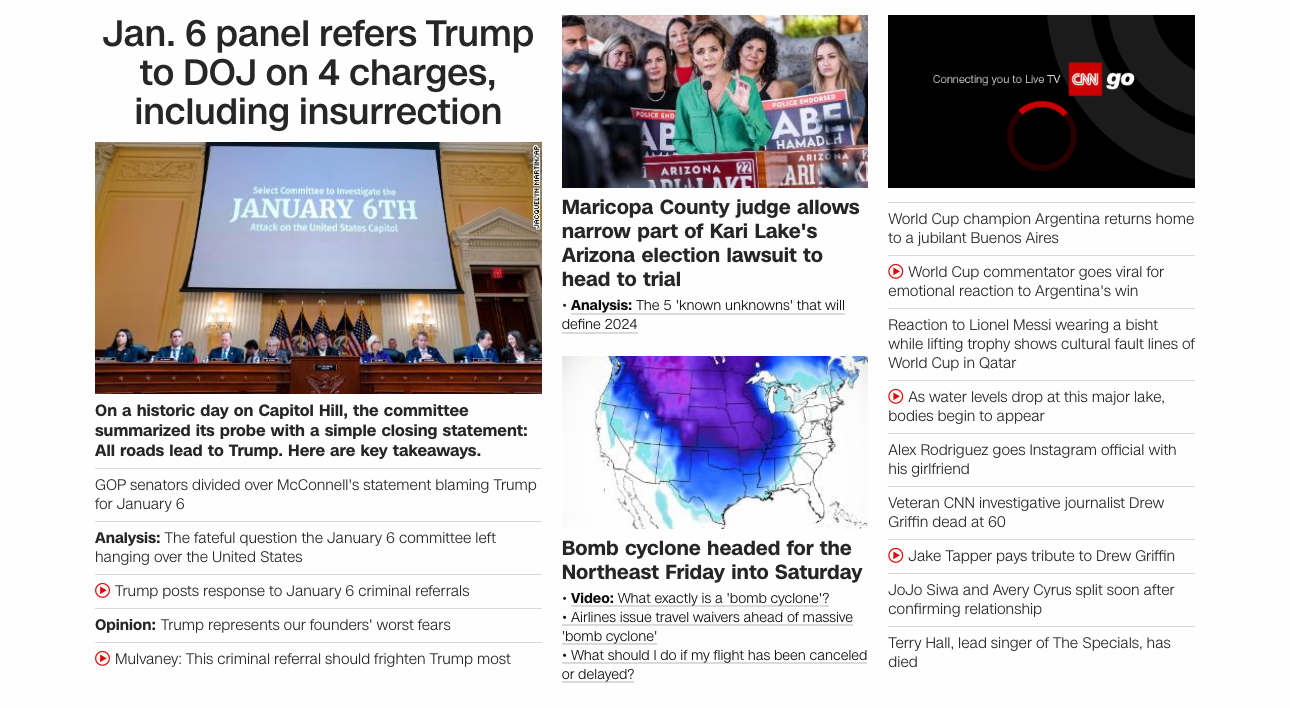 Jan. 6 panel refers Trump
to DOJ on 4 charges,
including insurrection
JACQUELYN MARTIN/AP
Select Committee to Investigate the
JANUARY 6TH
Attack on the United States Capitol
On a historic day on Capitol Hill, the committee
summarized its probe with a simple closing statement:
All roads lead to Trump. Here are key takeaways.
GOP senators divided over McConnell's statement blaming Trump
for January 6
Analysis: The fateful question the January 6 committee left
hanging over the United States
Trump posts response to January 6 criminal referrals
Opinion: Trump represents our founders' worst fears
Mulvaney: This criminal referral should frighten Trump most
POLICE END
POLICE ENDORSED
AB
ABE
HAMADEH
ARIZONA 22
ARIZONA
KARI LAKE
ARI LAKE
Maricopa County judge allows
narrow part of Kari Lake's
Arizona election lawsuit to
head to trial
• Analysis: The 5 'known unknowns' that will
define 2024
Bomb cyclone headed for the
Northeast Friday into Saturday
• Video: What exactly is a 'bomb cyclone'?
• Airlines issue travel waivers ahead of massive
'bomb cyclone'
• What should I do if my flight has been canceled
or delayed?
Connecting you to Live TV CNN go
World Cup champion Argentina returns home
to a jubilant Buenos Aires
World Cup commentator goes viral for
emotional reaction to Argentina's win
Reaction to Lionel Messi wearing a bisht
while lifting trophy shows cultural fault lines of
World Cup in Qatar
As water levels drop at this major lake,
bodies begin to appear
Alex Rodriguez goes Instagram official with
his girlfriend
Veteran CNN investigative journalist Drew
Griffin dead at 60
Jake Tapper pays tribute to Drew Griffin
JoJo Siwa and Avery Cyrus split soon after
confirming relationship
Terry Hall, lead singer of The Specials, has
died